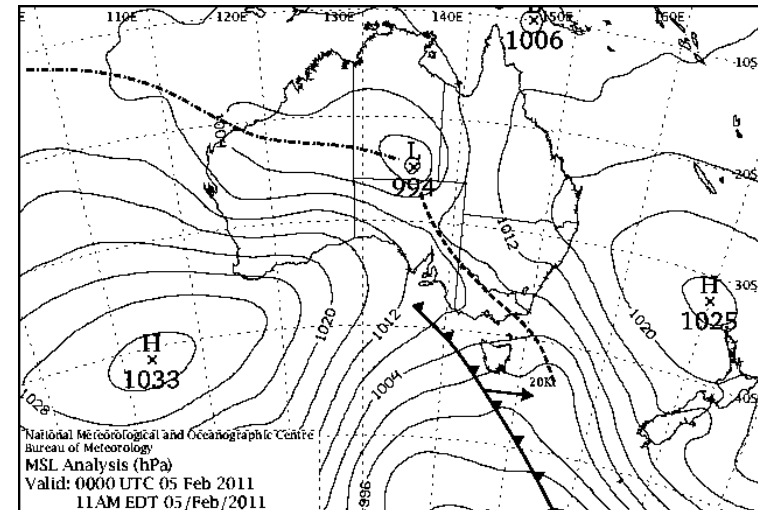 110E 120E 130E 140E 150E 160E
1006
10S
1004
L
994
20S
1012
30S
H
1025
1020
H
1033
1020
1012
1004
1028
20Kt
40S
996
National Meteorological and Oceanographic Centre
Bureau of Meteorology
MSL Analysis (hPa)
Valid: 0000 UTC 05 Feb 2011
11AM EDT 05/Feb/2011